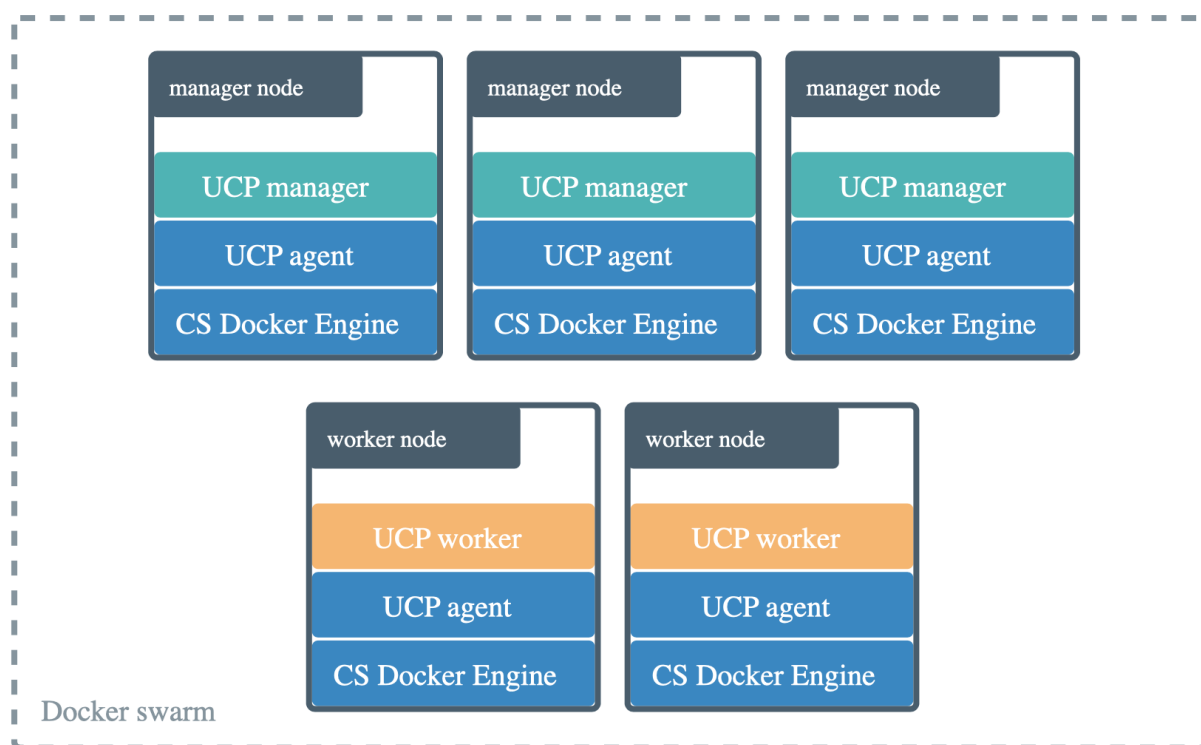 manager node
manager node
manager node
UCP manager
UCP manager
UCP manager
UCP agent
UCP agent
UCP agent
CS Docker Engine
CS Docker Engine
CS Docker Engine
worker node
worker node
UCP worker
UCP worker
UCP agent
UCP agent
CS Docker Engine
CS Docker Engine
Docker swarm